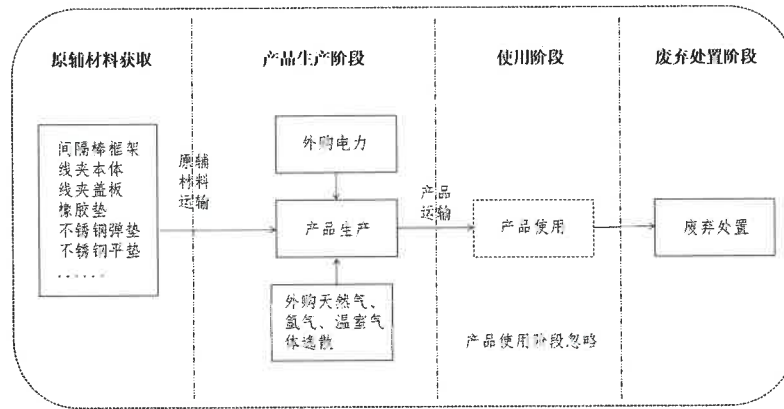 原辅材料获取
产品生产阶段
使用阶段
废弃处置阶段
间隔棒框架
线夹本体
线夹盖板
橡胶垫
不锈钢弹垫
不锈钢平垫
······
原辅
材料
运输
外购电力
产品生产
外购天然气、
氩气、温室气
体逸散
产品
运输
产品使用
产品使用阶段忽略
废弃处置